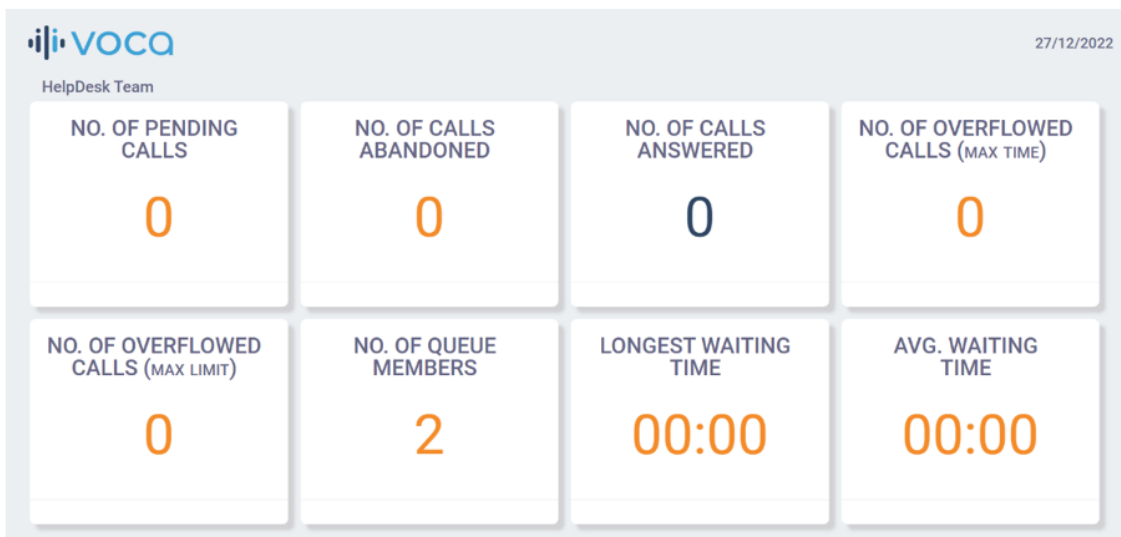 voca
27/12/2022
HelpDesk Team
NO. OF PENDING
CALLS
0
NO. OF CALLS
ABANDONED
0
NO. OF CALLS
ANSWERED
0
NO. OF OVERFLOWED
CALLS (MAX TIME)
0
NO. OF OVERFLOWED
CALLS (MAX LIMIT)
0
NO. OF QUEUE
MEMBERS
2
LONGEST WAITING
TIME
00:00
AVG. WAITING
TIME
00:00